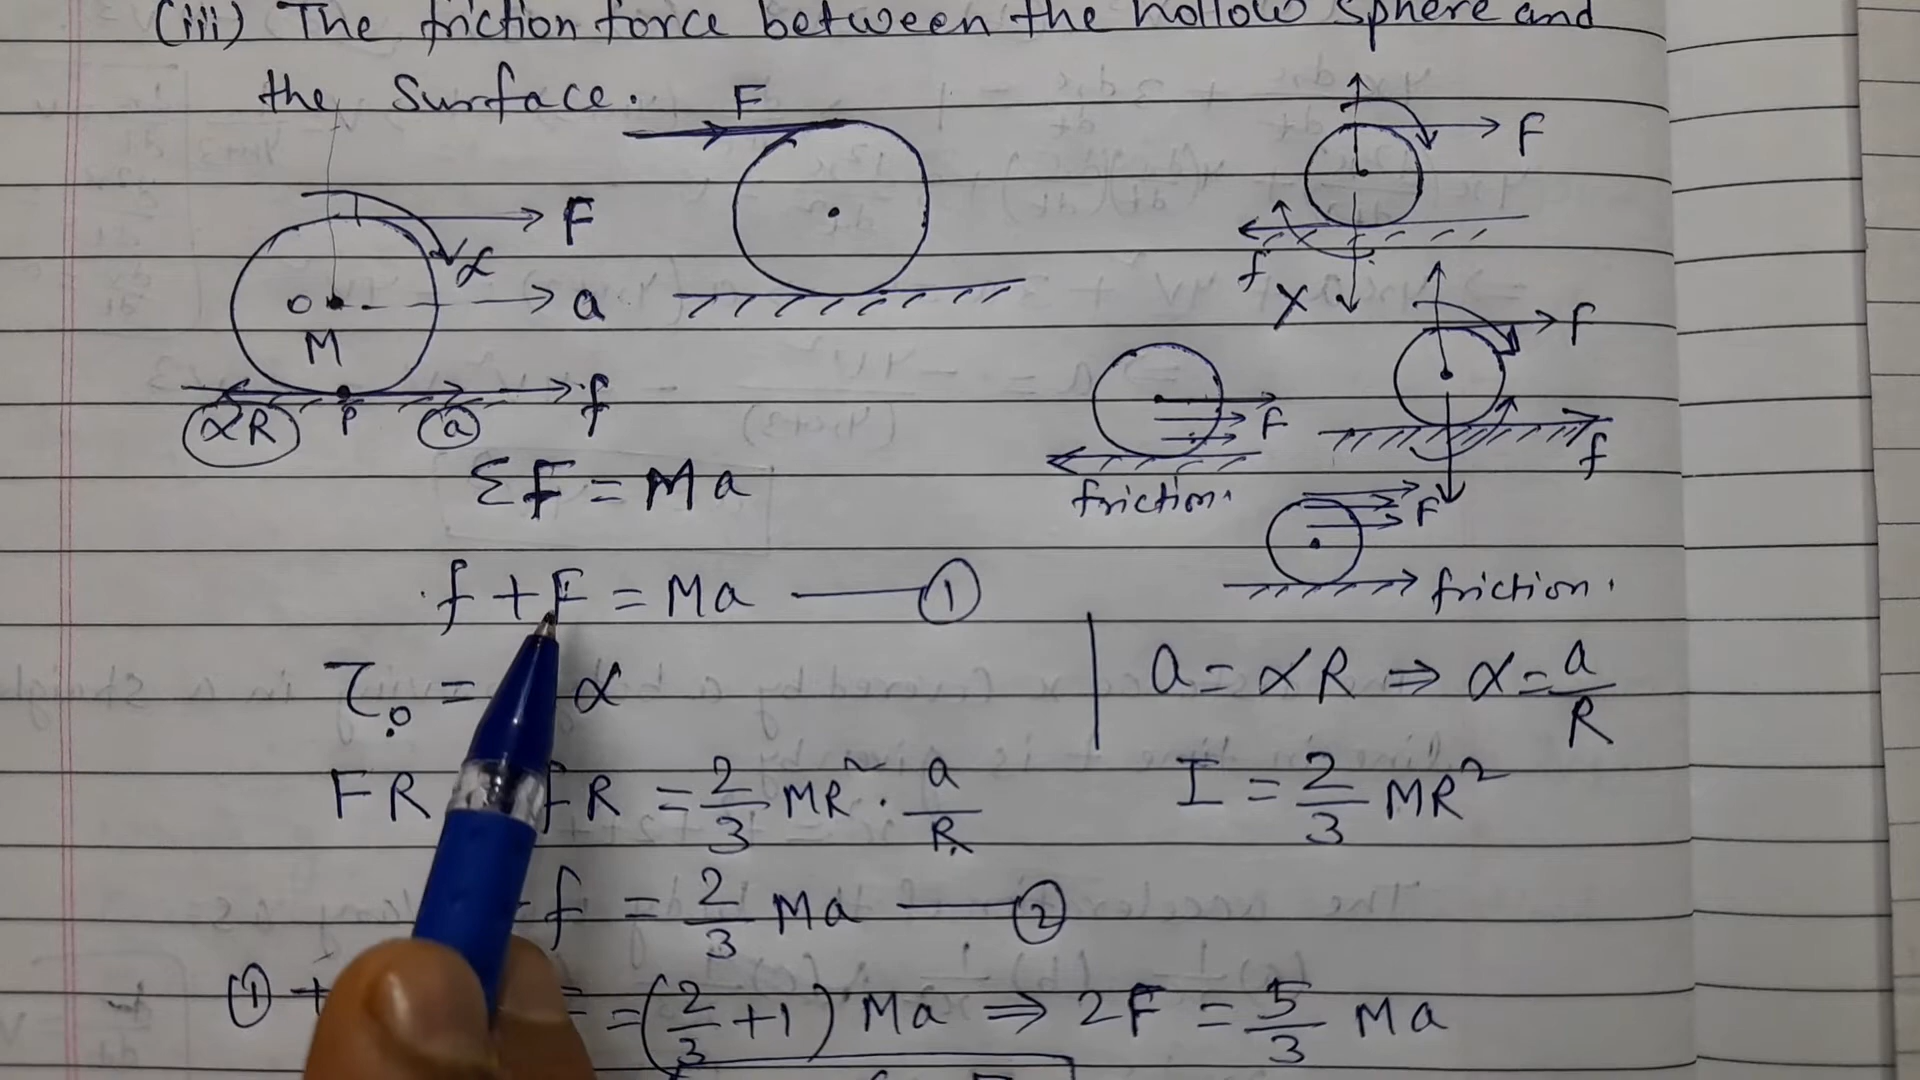 (iii) The friction force between the hollow sphere and
the surface.
F
F
α
a
O
M
f
αR
P
a
F
f
X
F
f
F
friction.
F
friction.
ΣF = Ma
f + F = Ma — ①
τ₀ = α
a = αR ⇒ α = a/R
FR fR = 2/3 MR² · a/R
I = 2/3 MR²
f = 2/3 Ma — ②
① + = (2/3 + 1) Ma ⇒ 2F = 5/3 Ma